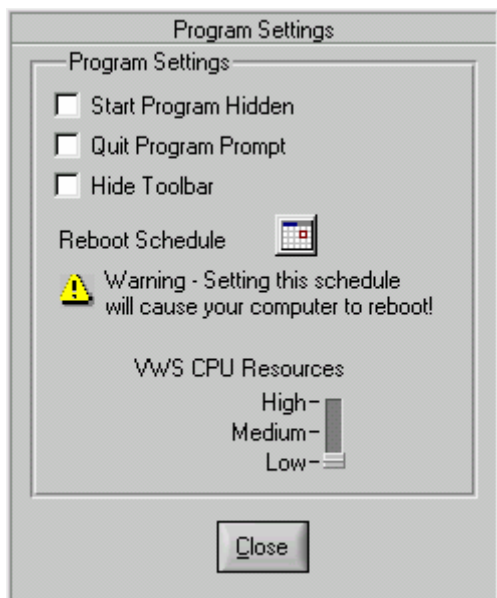 Program Settings
Program Settings
Start Program Hidden
Quit Program Prompt
Hide Toolbar
Reboot Schedule
Warning - Setting this schedule
will cause your computer to reboot!
VWS CPU Resources
High
Medium
Low
Close